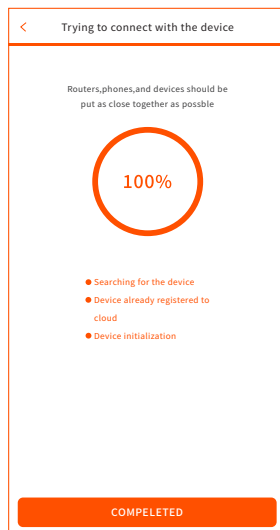 Trying to connect with the device
Routers,phones,and devices should be
put as close together as possble
100%
Searching for the device
Device already registered to
cloud
Device initialization
COMPELETED